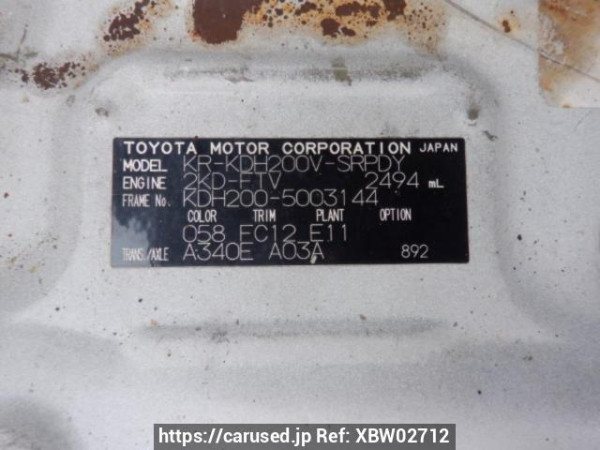 TOYOTA MOTOR CORPORATION JAPAN
MODEL KR-KDH200V-SRPDY
ENGINE 2KD-FTV 2494 mL
FRAME No. KDH200-5003144
COLOR TRIM PLANT OPTION
058 FC12 E11
TRANS./AXLE A340E A03A 892
https://carused.jp Ref: XBW02712